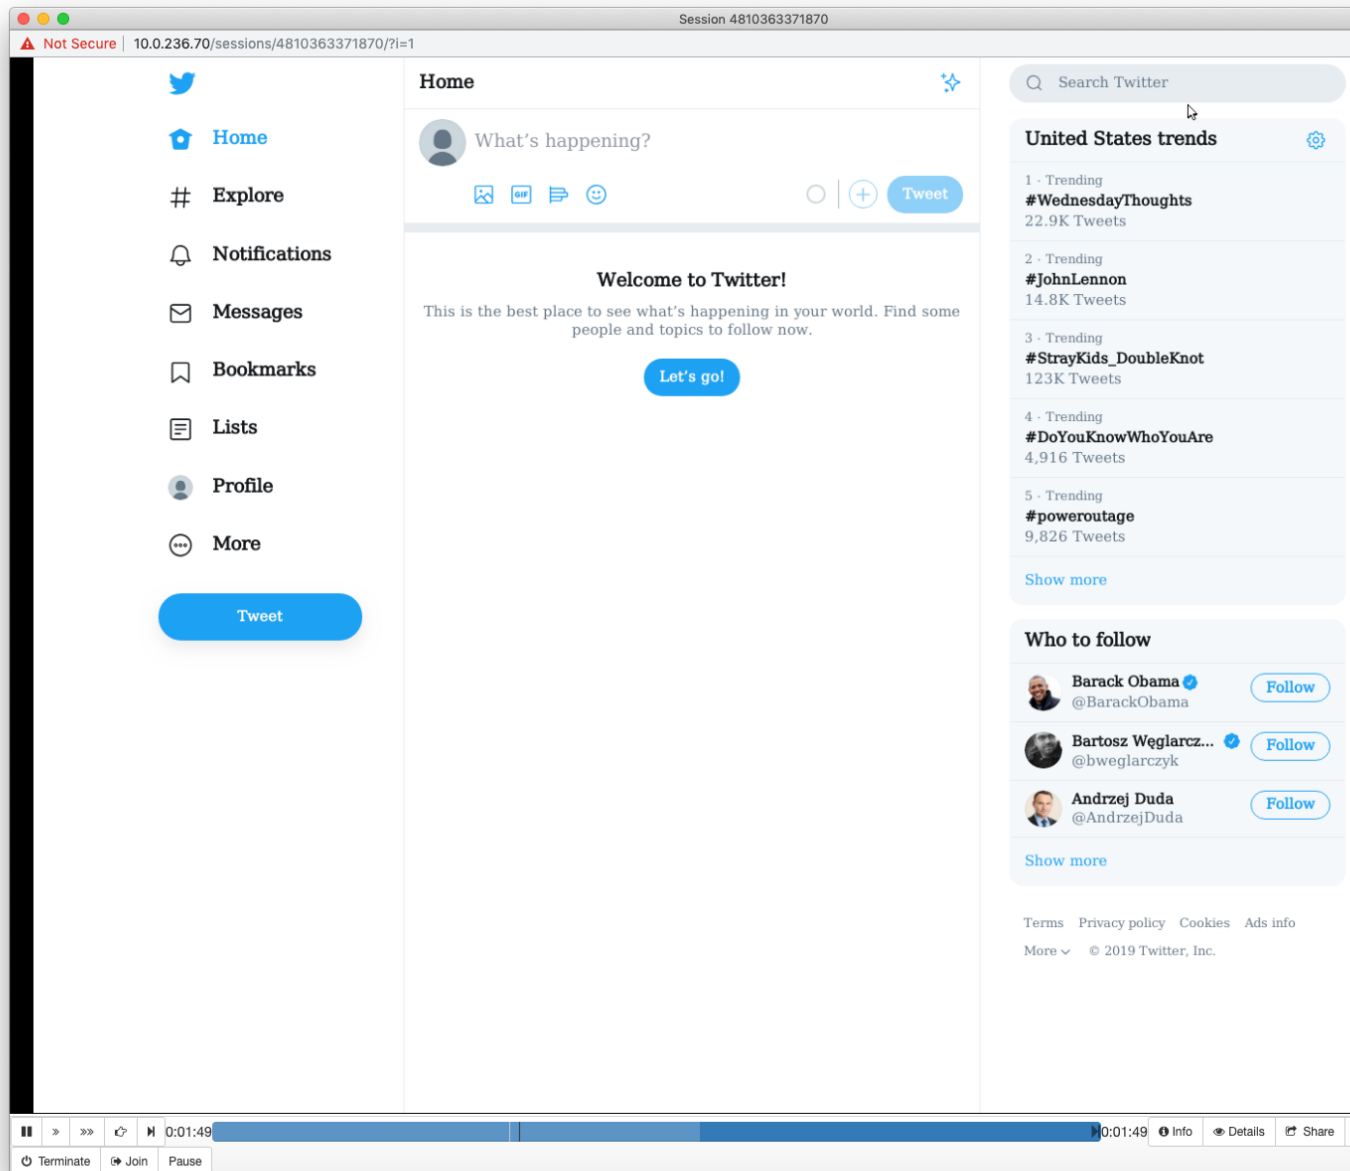 Session 4810363371870
Not Secure | 10.0.236.70/sessions/4810363371870/?i=1
Home
Explore
Notifications
Messages
Bookmarks
Lists
Profile
More
Tweet
Home
What's happening?
GIF
Tweet
Welcome to Twitter!
This is the best place to see what's happening in your world. Find some
people and topics to follow now.
Let's go!
Search Twitter
United States trends
1 · Trending
#WednesdayThoughts
22.9K Tweets
2 · Trending
#JohnLennon
14.8K Tweets
3 · Trending
#StrayKids_DoubleKnot
123K Tweets
4 · Trending
#DoYouKnowWhoYouAre
4,916 Tweets
5 · Trending
#poweroutage
9,826 Tweets
Show more
Who to follow
Barack Obama
@BarackObama
Follow
Bartosz Węglarcz...
@bweglarczyk
Follow
Andrzej Duda
@AndrzejDuda
Follow
Show more
Terms Privacy policy Cookies Ads info
More © 2019 Twitter, Inc.
0:01:49 0:01:49 Info Details Share
Terminate Join Pause